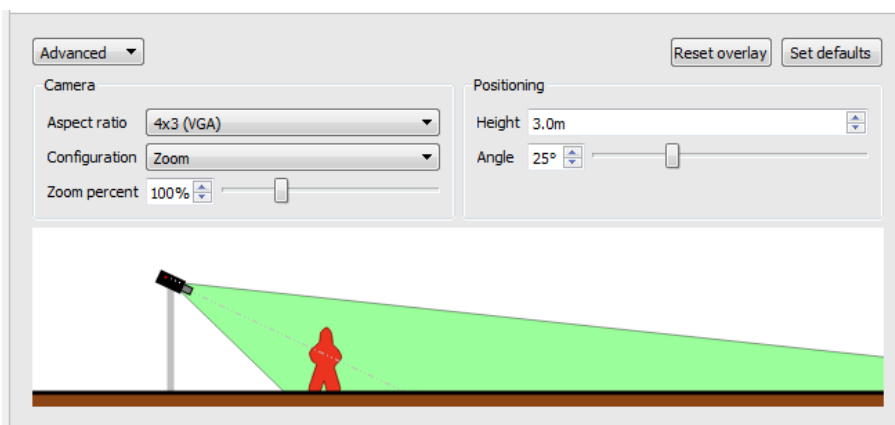 Advanced
Reset overlay
Set defaults
Camera
Positioning
Aspect ratio 4x3 (VGA)
Height 3.0m
Configuration Zoom
Angle 25°
Zoom percent 100%